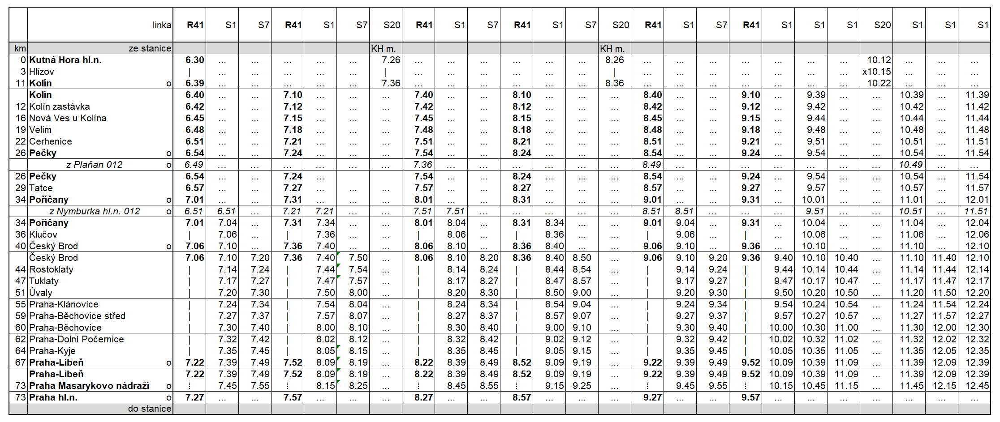 linka R41 S1 S7 R41 S1 S7 S20 R41 S1 S7 R41 S1 S7 S20 R41 S1 S7 R41 S1 S1 S1 S20 S1 S1 S1
km ze stanice KH m. KH m.
0 Kutná Hora hl.n. 6.30 ... ... ... ... ... 7.26 ... ... ... ... ... ... 8.26 ... ... ... ... ... ... ... 10.12 ... ... ...
3 Hlízov | ... ... ... ... ... | ... ... ... ... ... ... | ... ... ... ... ... ... ... x10.15 ... ... ...
11 Kolín o 6.39 ... ... ... ... ... 7.36 ... ... ... ... ... ... 8.36 ... ... ... ... ... ... ... 10.22 ... ... ...
Kolín 6.40 ... ... 7.10 ... ... ... 7.40 ... ... 8.10 ... ... ... 8.40 ... ... 9.10 ... 9.39 ... ... 10.39 ... 11.39
12 Kolín zastávka 6.42 ... ... 7.12 ... ... ... 7.42 ... ... 8.12 ... ... ... 8.42 ... ... 9.12 ... 9.42 ... ... 10.42 ... 11.42
16 Nová Ves u Kolína 6.45 ... ... 7.15 ... ... ... 7.45 ... ... 8.15 ... ... ... 8.45 ... ... 9.15 ... 9.44 ... ... 10.44 ... 11.44
19 Velim 6.48 ... ... 7.18 ... ... ... 7.48 ... ... 8.18 ... ... ... 8.48 ... ... 9.18 ... 9.48 ... ... 10.48 ... 11.48
22 Cerhenice 6.51 ... ... 7.21 ... ... ... 7.51 ... ... 8.21 ... ... ... 8.51 ... ... 9.21 ... 9.51 ... ... 10.51 ... 11.51
26 Pečky o 6.54 ... ... 7.24 ... ... ... 7.54 ... ... 8.24 ... ... ... 8.54 ... ... 9.24 ... 9.54 ... ... 10.54 ... 11.54
z Plaňan 012 o 6.49 ... ... ... ... ... ... 7.36 ... ... ... ... ... ... 8.49 ... ... ... ... ... ... ... 10.49 ... ...
26 Pečky 6.54 ... ... 7.24 ... 7.54 ... ... 8.24 ... ... ... 8.54 ... ... 9.24 ... 9.54 ... ... 10.54 ... 11.54
29 Tatce 6.57 ... ... 7.27 ... ... ... 7.57 ... ... 8.27 ... ... ... 8.57 ... ... 9.27 ... 9.57 ... ... 10.57 ... 11.57
34 Poříčany o 7.01 ... ... 7.31 ... ... ... 8.01 ... ... 8.31 ... ... ... 9.01 ... ... 9.31 ... 10.01 ... ... 11.01 ... 12.01
z Nymburka hl.n. 012 o 6.51 6.51 ... 7.21 7.21 ... ... 7.51 7.51 ... ... ... ... ... 8.51 8.51 ... ... ... 9.51 ... ... 10.51 ... 11.51
34 Poříčany 7.01 7.04 ... 7.31 7.34 ... ... 8.01 8.04 ... 8.31 8.34 ... ... 9.01 9.04 ... 9.31 ... 10.04 ... ... 11.04 ... 12.04
36 Klučov | 7.06 ... | 7.36 ... ... | 8.06 ... | 8.36 ... ... | 9.06 ... | ... 10.06 ... ... 11.06 ... 12.06
40 Český Brod o 7.06 7.10 ... 7.36 7.40 ... ... 8.06 8.10 ... 8.36 8.40 ... ... 9.06 9.10 ... 9.36 ... 10.10 ... ... 11.10 ... 12.10
Český Brod 7.06 7.10 7.20 7.36 7.40 7.50 ... 8.06 8.10 8.20 8.36 8.40 8.50 ... 9.06 9.10 9.20 9.36 9.40 10.10 10.40 ... 11.10 11.40 12.10
44 Rostoklaty | 7.14 7.24 | 7.44 7.54 ... | 8.14 8.24 | 8.44 8.54 ... | 9.14 9.24 | 9.44 10.14 10.44 ... 11.14 11.44 12.14
47 Tuklaty | 7.17 7.27 | 7.47 7.57 ... | 8.17 8.27 | 8.47 8.57 ... | 9.17 9.27 | 9.47 10.17 10.47 ... 11.17 11.47 12.17
51 Úvaly | 7.20 7.30 | 7.50 8.00 ... | 8.20 8.30 | 8.50 9.00 ... | 9.20 9.30 | 9.50 10.20 10.50 ... 11.20 11.50 12.20
55 Praha-Klánovice | 7.24 7.34 | 7.54 8.04 ... | 8.24 8.34 | 8.54 9.04 ... | 9.24 9.34 | 9.54 10.24 10.54 ... 11.24 11.54 12.24
59 Praha-Běchovice střed | 7.27 7.37 | 7.57 8.07 ... | 8.27 8.37 | 8.57 9.07 ... | 9.27 9.37 | 9.57 10.27 10.57 ... 11.27 11.57 12.27
60 Praha-Běchovice | 7.30 7.40 | 8.00 8.10 ... | 8.30 8.40 | 9.00 9.10 ... | 9.30 9.40 | 10.00 10.30 11.00 ... 11.30 12.00 12.30
62 Praha-Dolní Počernice | 7.32 7.42 | 8.02 8.12 ... | 8.32 8.42 | 9.02 9.12 ... | 9.32 9.42 | 10.02 10.32 11.02 ... 11.32 12.02 12.32
64 Praha-Kyje | 7.35 7.45 | 8.05 8.15 ... | 8.35 8.45 | 9.05 9.15 ... | 9.35 9.45 | 10.05 10.35 11.05 ... 11.35 12.05 12.35
67 Praha-Libeň o 7.22 7.39 7.49 7.52 8.09 8.19 ... 8.22 8.39 8.49 8.52 9.09 9.19 ... 9.22 9.39 9.49 9.52 10.09 10.39 11.09 ... 11.39 12.09 12.39
Praha-Libeň 7.22 7.39 7.49 7.52 8.09 8.19 ... 8.22 8.39 8.49 8.52 9.09 9.19 ... 9.22 9.39 9.49 9.52 10.09 10.39 11.09 ... 11.39 12.09 12.39
73 Praha Masarykovo nádraží o ⁞ 7.45 7.55 ⁞ 8.15 8.25 ... ⁞ 8.45 8.55 ⁞ 9.15 9.25 ... ⁞ 9.45 9.55 ⁞ 10.15 10.45 11.15 ... 11.45 12.15 12.45
73 Praha hl.n. o 7.27 ... ... 7.57 ... ... ... 8.27 ... ... 8.57 ... ... ... 9.27 ... ... 9.57 ... ... ... ... ... ... ...
do stanice